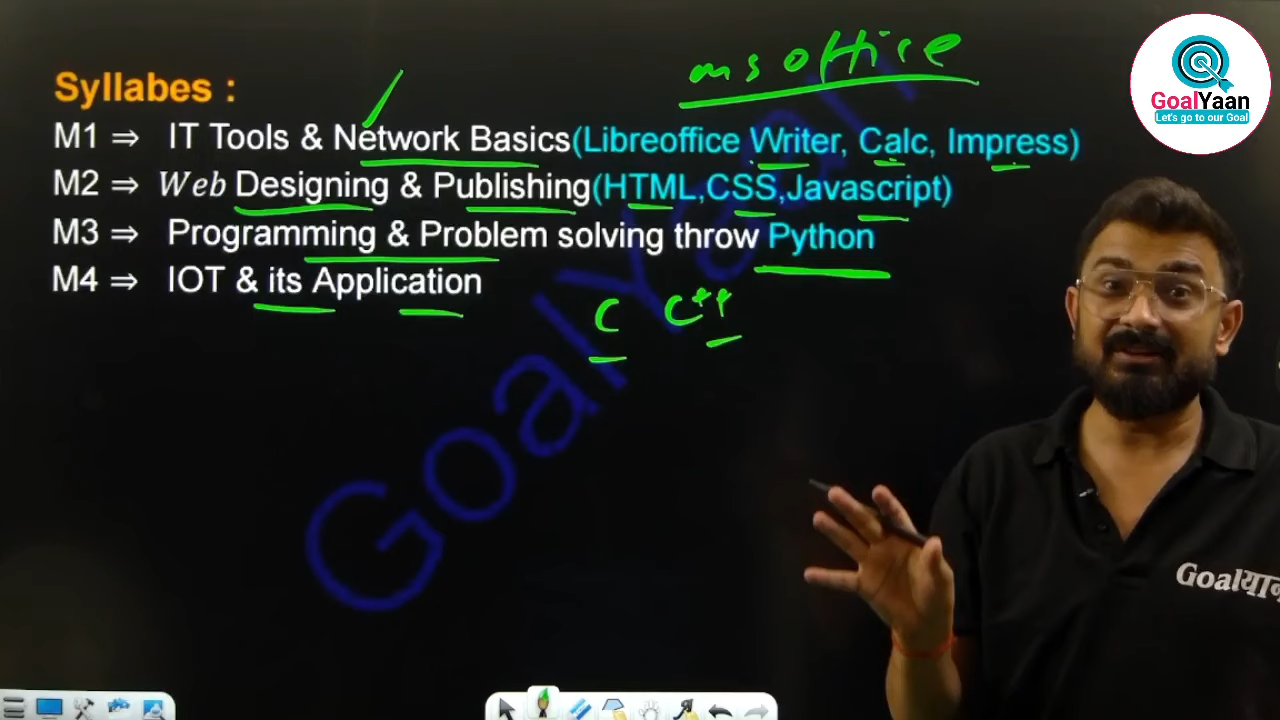 ms office
GoalYaan
Let's go to our Goal
Syllabes :
M1 ⇒ IT Tools & Network Basics(Libreoffice Writer, Calc, Impress)
M2 ⇒ Web Designing & Publishing(HTML,CSS,Javascript)
M3 ⇒ Programming & Problem solving throw Python
M4 ⇒ IOT & its Application
C C++
GoalYaan
Goalयान